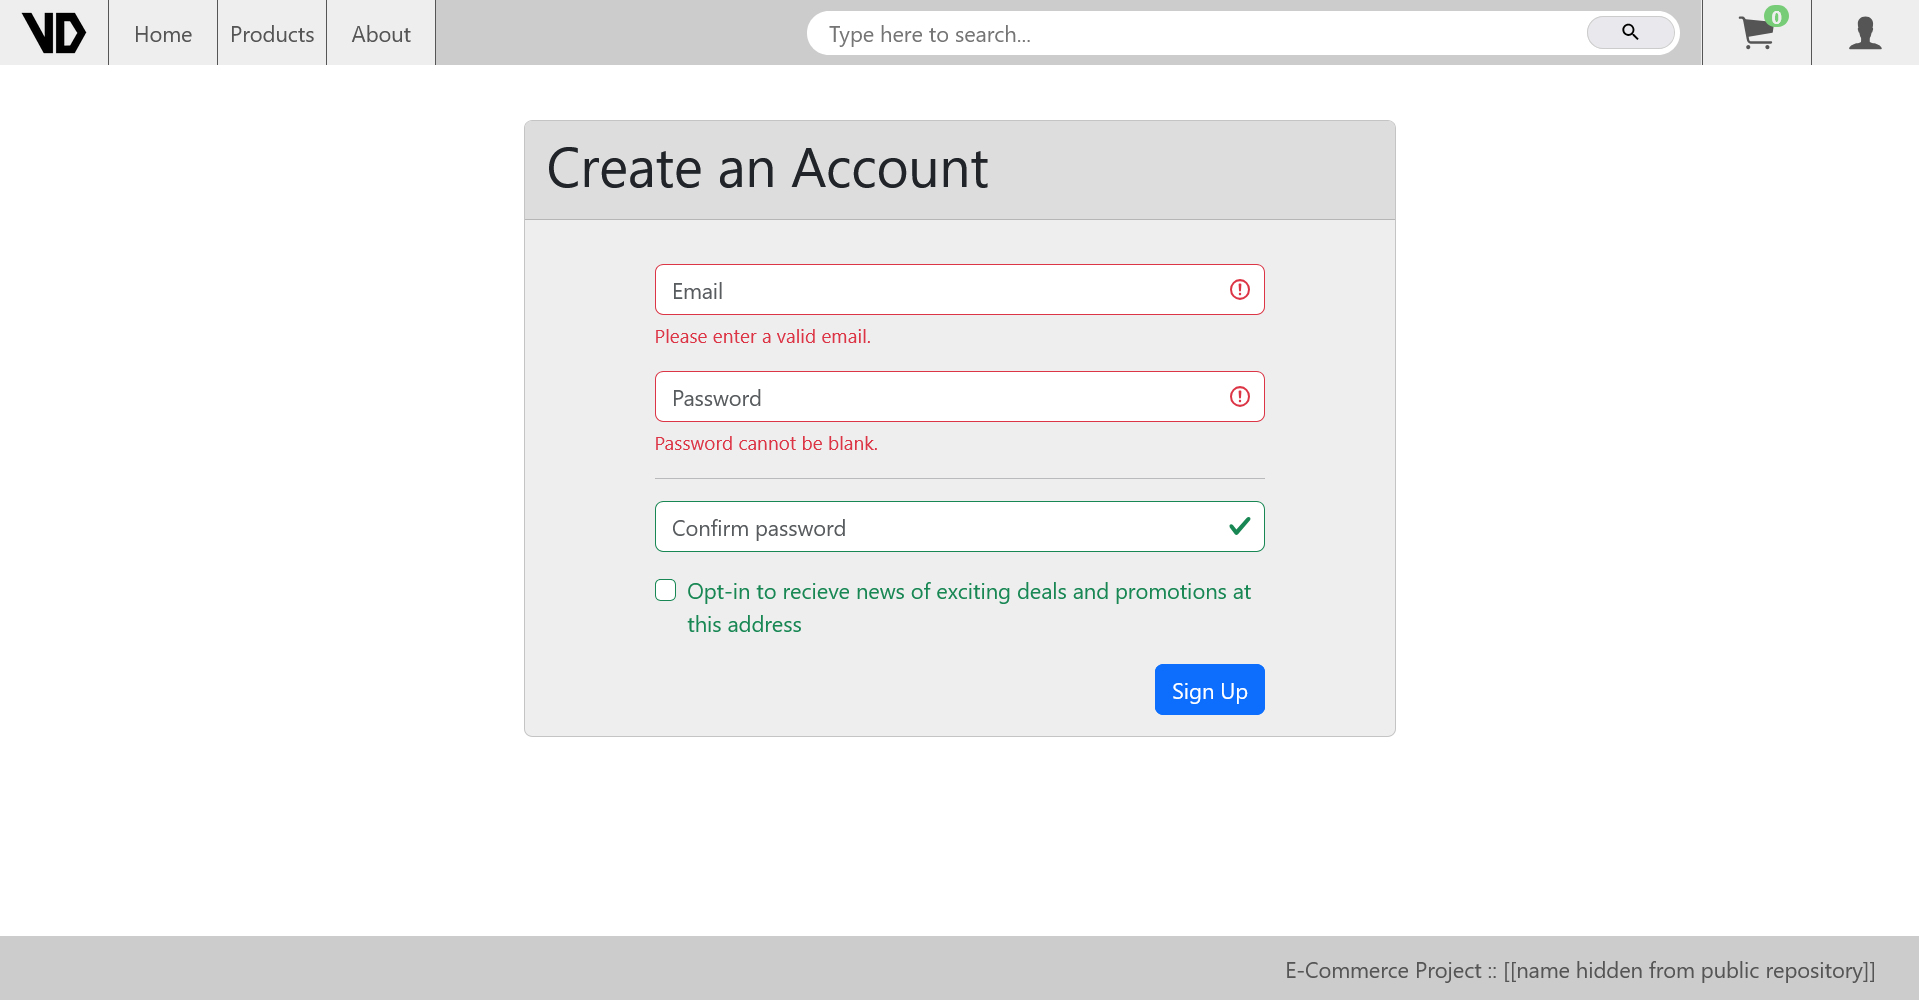 VD
Home
Products
About
Type here to search...
0
Create an Account
Email
Please enter a valid email.
Password
Password cannot be blank.
Confirm password
Opt-in to recieve news of exciting deals and promotions at
this address
Sign Up
E-Commerce Project :: [[name hidden from public repository]]